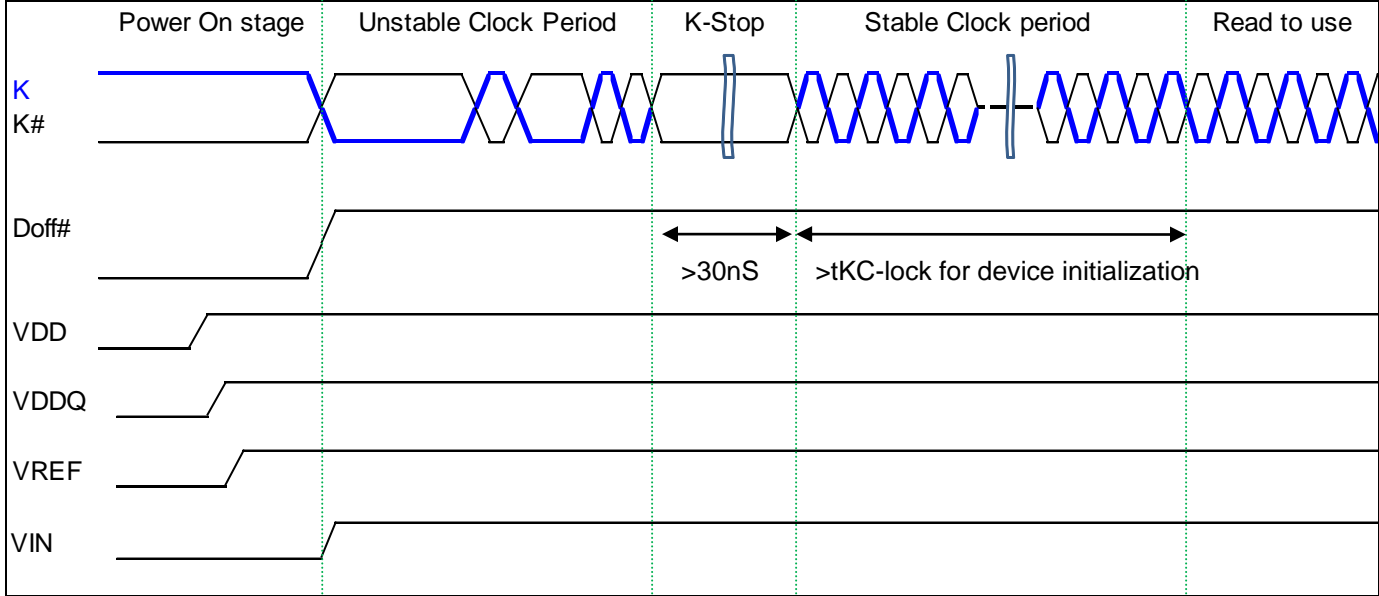 Power On stage Unstable Clock Period K-Stop Stable Clock period Read to use
K
K#
Doff#
>30nS >tKC-lock for device initialization
VDD
VDDQ
VREF
VIN